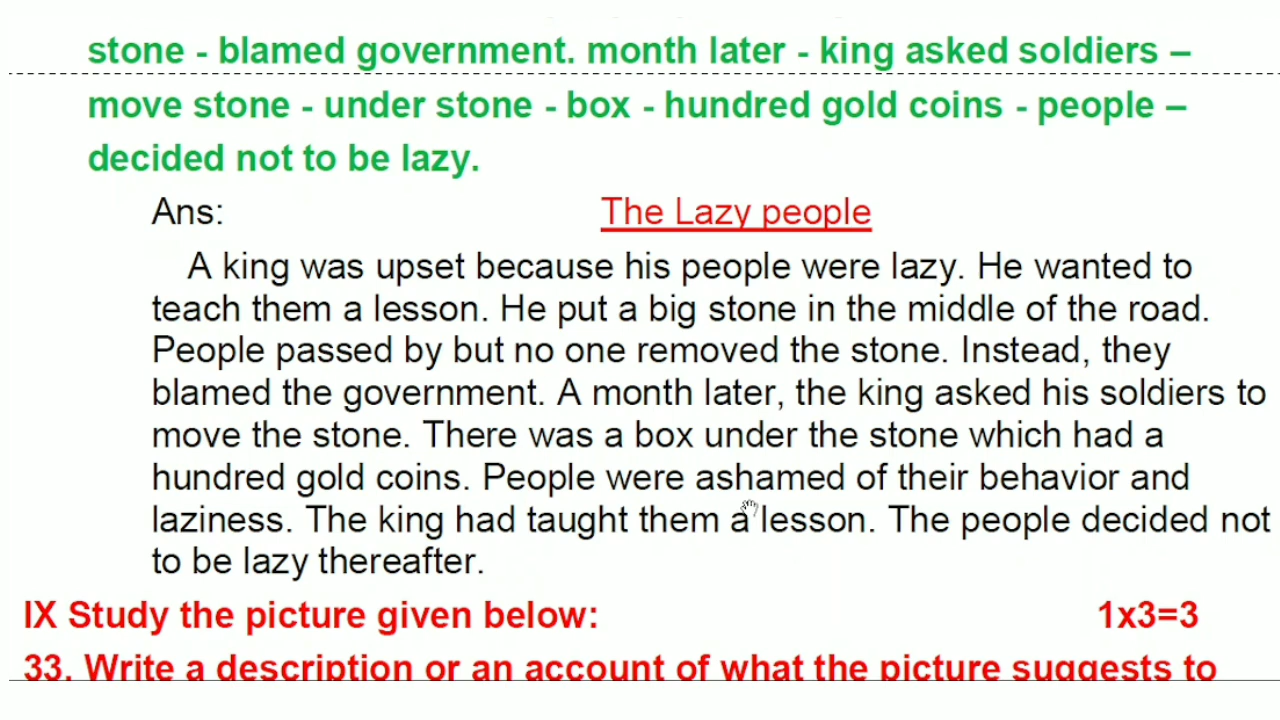 stone - blamed government. month later - king asked soldiers –
move stone - under stone - box - hundred gold coins - people –
decided not to be lazy.
Ans: The Lazy people
A king was upset because his people were lazy. He wanted to
teach them a lesson. He put a big stone in the middle of the road.
People passed by but no one removed the stone. Instead, they
blamed the government. A month later, the king asked his soldiers to
move the stone. There was a box under the stone which had a
hundred gold coins. People were ashamed of their behavior and
laziness. The king had taught them a lesson. The people decided not
to be lazy thereafter.
IX Study the picture given below: 1x3=3
33. Write a description or an account of what the picture suggests to